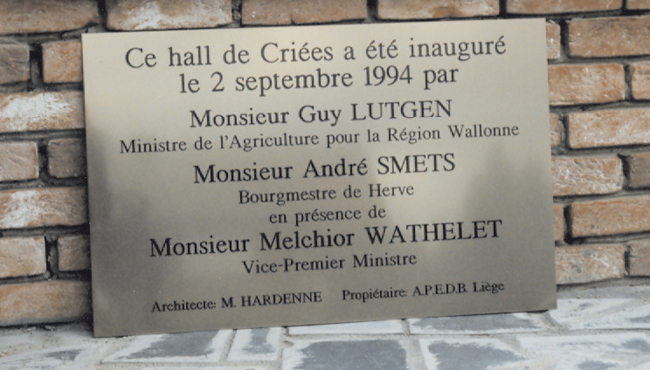 Ce hall de Criées a été inauguré
le 2 septembre 1994 par
Monsieur Guy LUTGEN
Ministre de l'Agriculture pour la Région Wallonne
Monsieur André SMETS
Bourgmestre de Herve
en présence de
Monsieur Melchior WATHELET
Vice-Premier Ministre
Architecte: M. HARDENNE Propiétaire: A.P.E.D.B. Liège